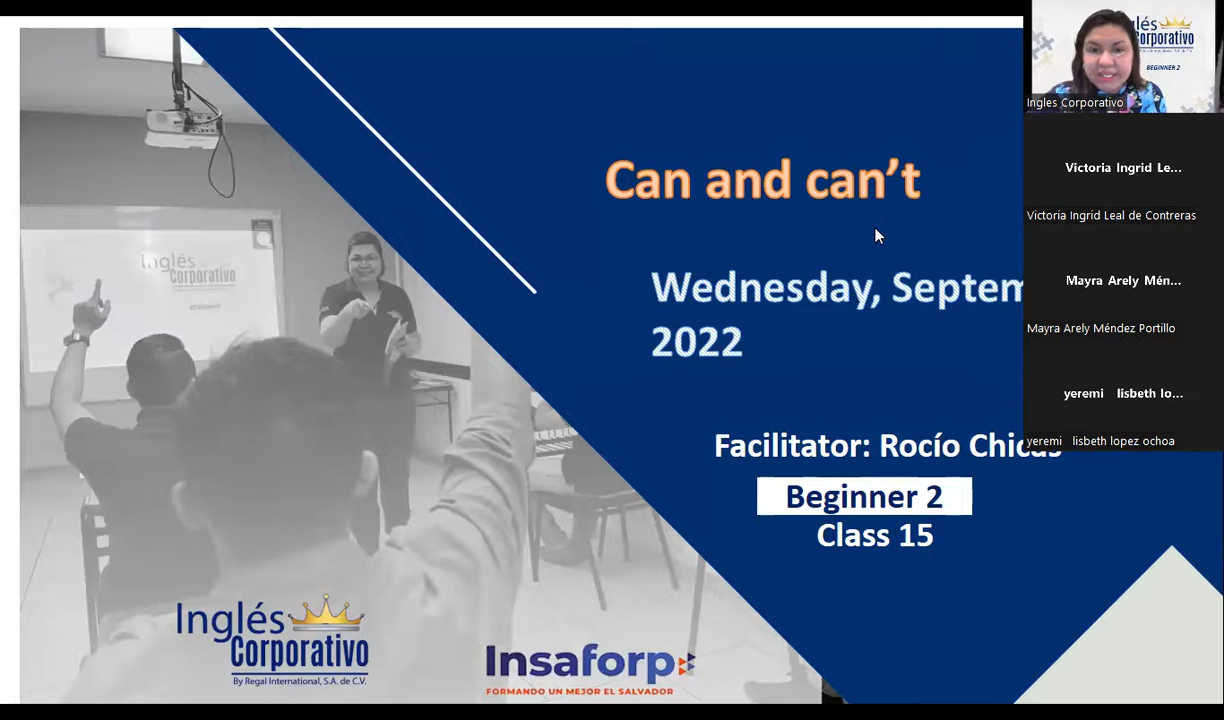 Can and can't
Wednesday, Septem
2022
Facilitator: Rocío Chicas
Beginner 2
Class 15
Inglés
Corporativo
By Regal International, S.A. de C.V.
Insaforp
FORMANDO UN MEJOR EL SALVADOR
Inglés
Corporativo
glés
Corporativo
BEGINNER 2
Ingles Corporativo
Victoria Ingrid Le...
Victoria Ingrid Leal de Contreras
Mayra Arely Mén...
Mayra Arely Méndez Portillo
yeremi lisbeth lo...
yeremi lisbeth lopez ochoa